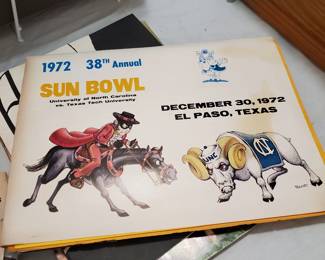 1972 38TH Annual
SUN BOWL
University of North Carolina
vs. Texas Tech University
DECEMBER 30, 1972
EL PASO, TEXAS
UNC
NC